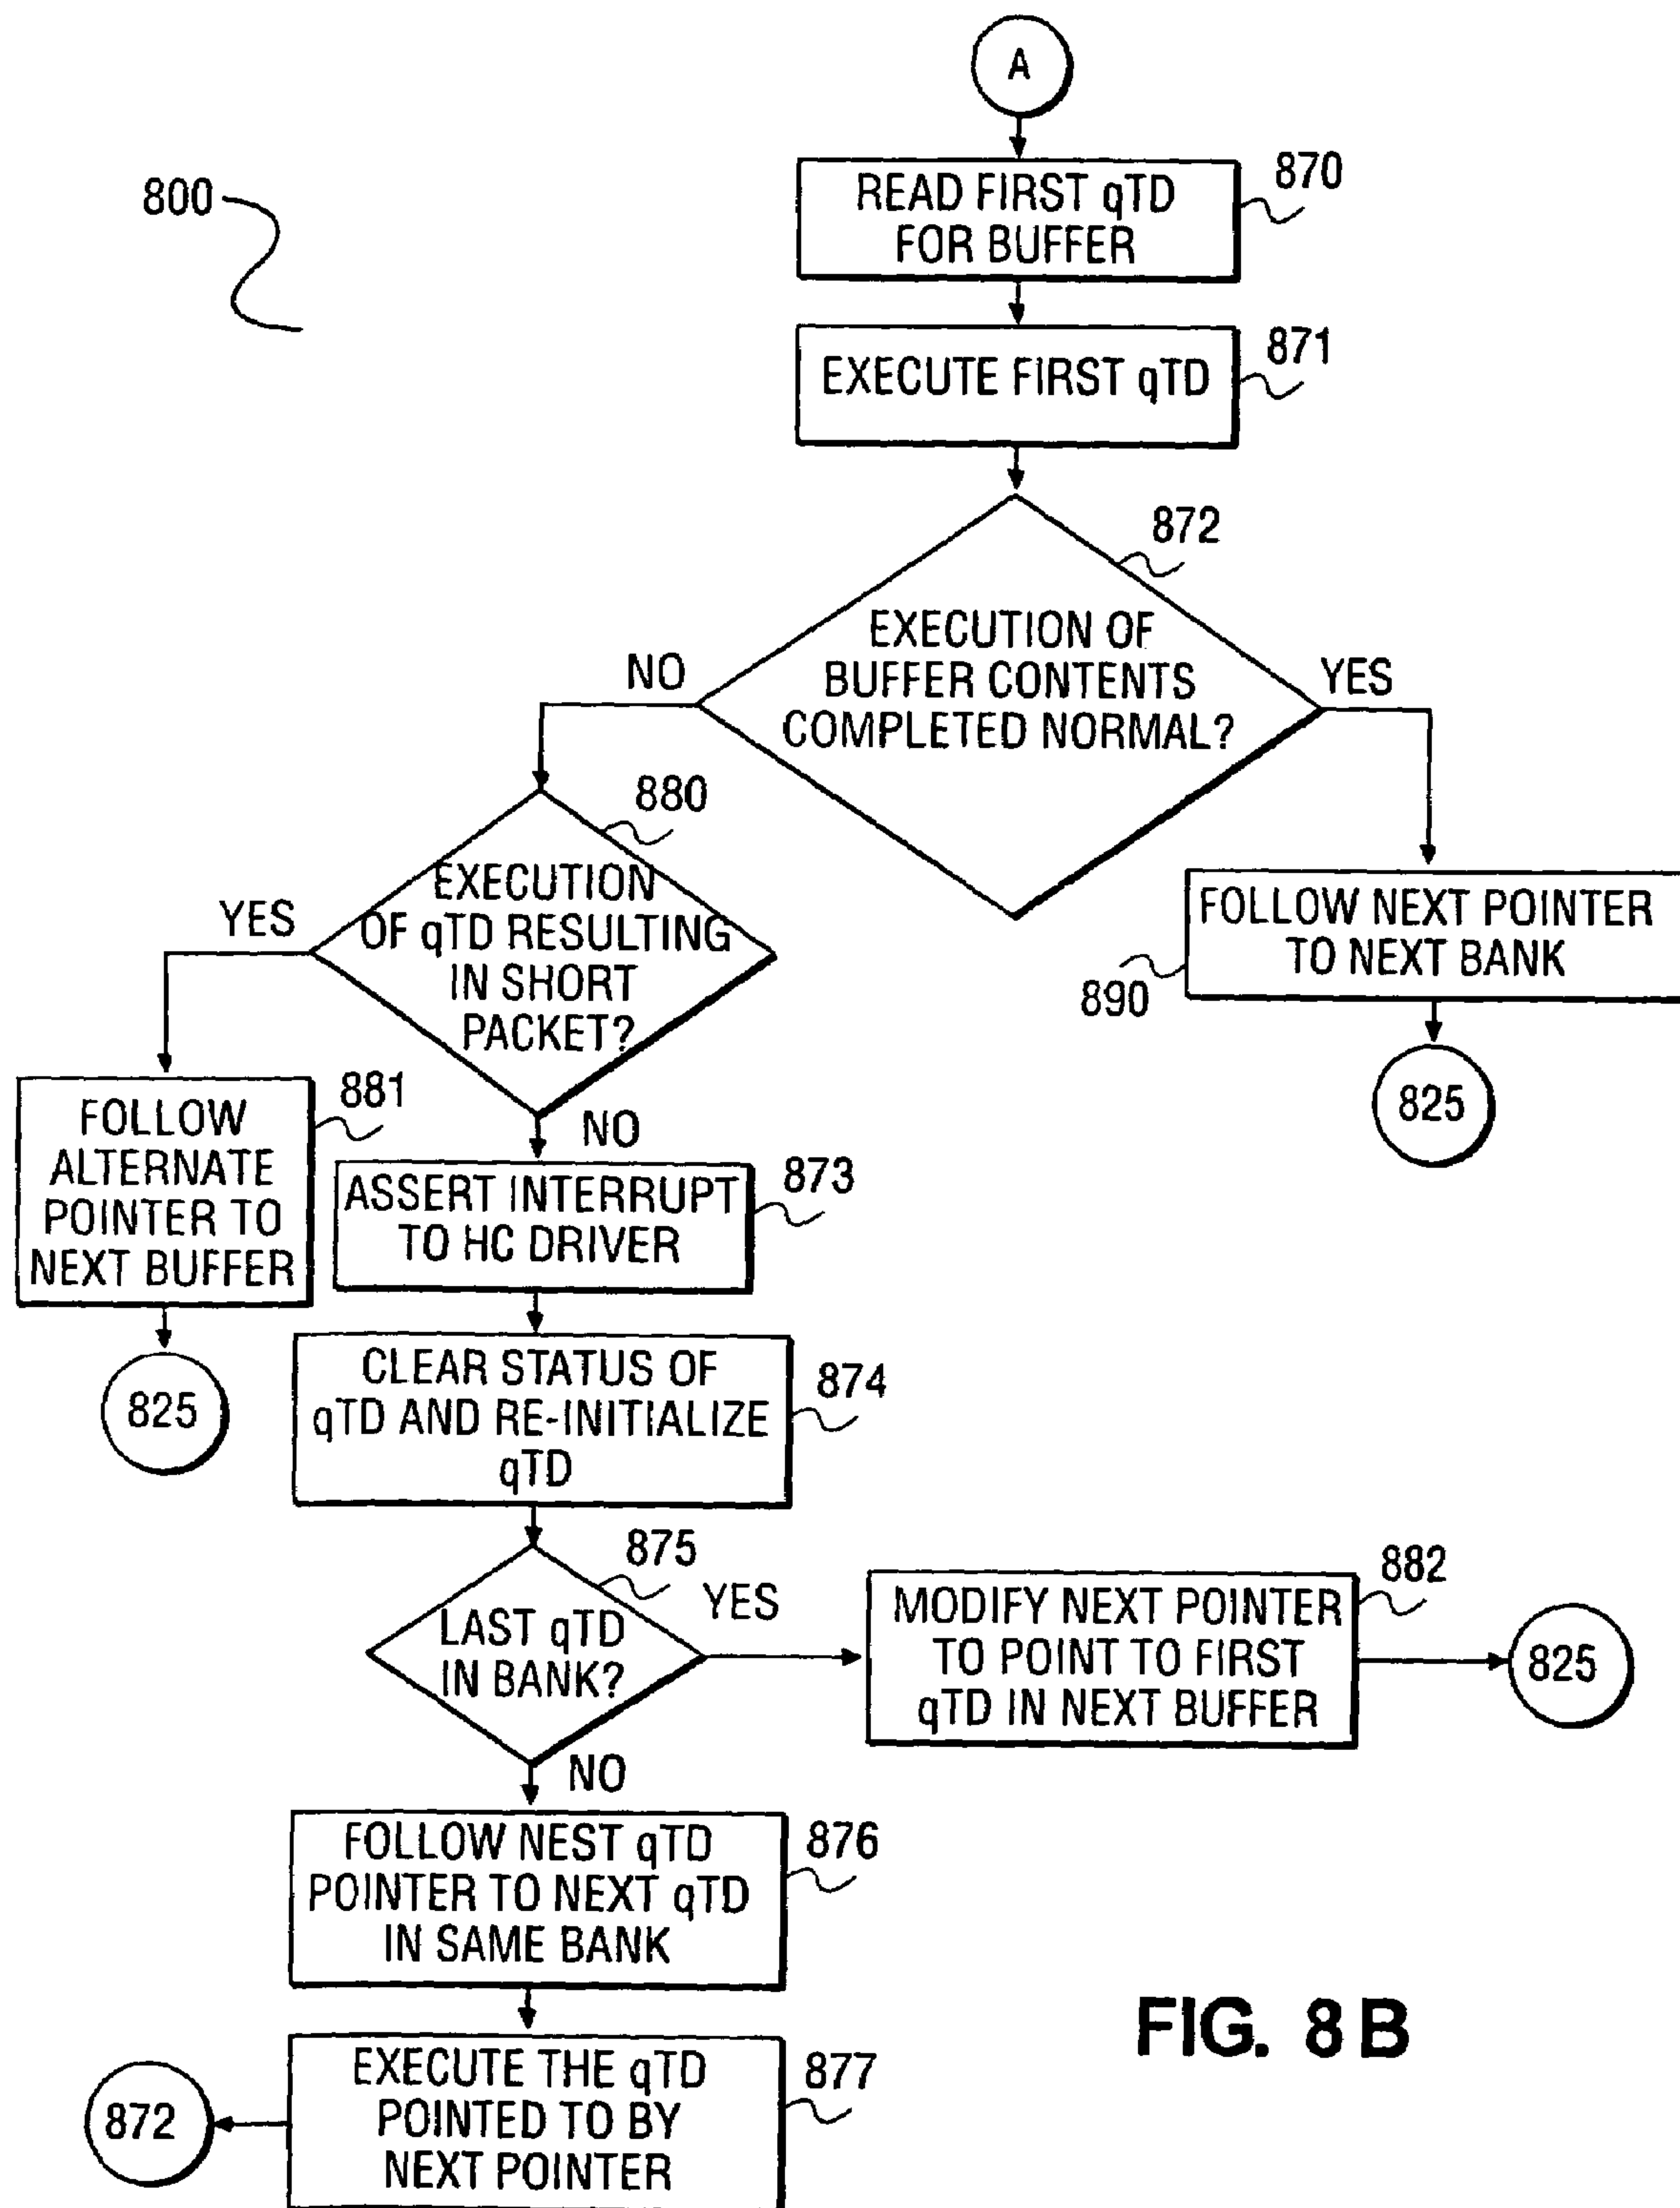 A
800
READ FIRST qTD
FOR BUFFER
870
EXECUTE FIRST qTD
871
872
EXECUTION OF
BUFFER CONTENTS
COMPLETED NORMAL?
NO
YES
880
EXECUTION
OF qTD RESULTING
IN SHORT
PACKET?
YES
NO
FOLLOW NEXT POINTER
TO NEXT BANK
890
825
FOLLOW
ALTERNATE
POINTER TO
NEXT BUFFER
881
825
ASSERT INTERRUPT
TO HC DRIVER
873
CLEAR STATUS OF
qTD AND RE-INITIALIZE
qTD
874
875
LAST qTD
IN BANK?
YES
MODIFY NEXT POINTER
TO POINT TO FIRST
qTD IN NEXT BUFFER
882
825
NO
FOLLOW NEST qTD
POINTER TO NEXT qTD
IN SAME BANK
876
EXECUTE THE qTD
POINTED TO BY
NEXT POINTER
877
872
FIG. 8B